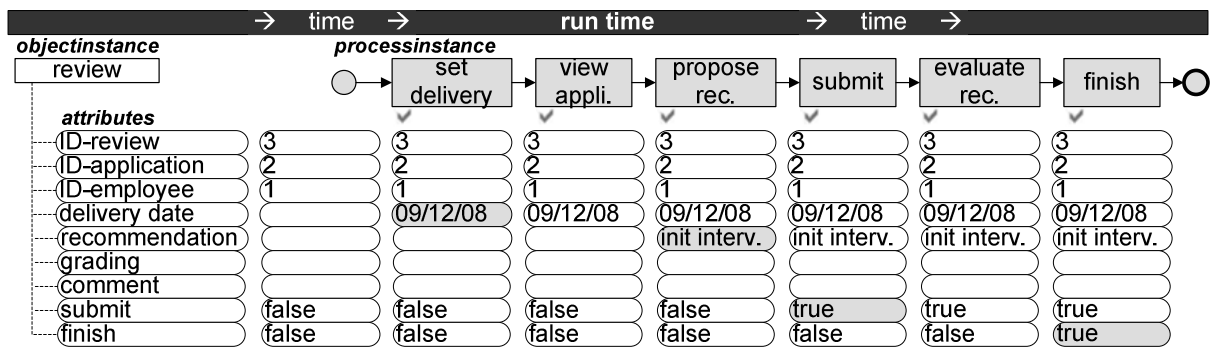 → time → run time → time →
objectinstance processinstance
review
set delivery
view appli.
propose rec.
submit
evaluate rec.
finish
attributes
ID-review 3 3 3 3 3 3 3
ID-application 2 2 2 2 2 2 2
ID-employee 1 1 1 1 1 1 1
delivery date 09/12/08 09/12/08 09/12/08 09/12/08 09/12/08 09/12/08
recommendation init interv. init interv. init interv. init interv.
grading
comment
submit false false false false true true true
finish false false false false false false true